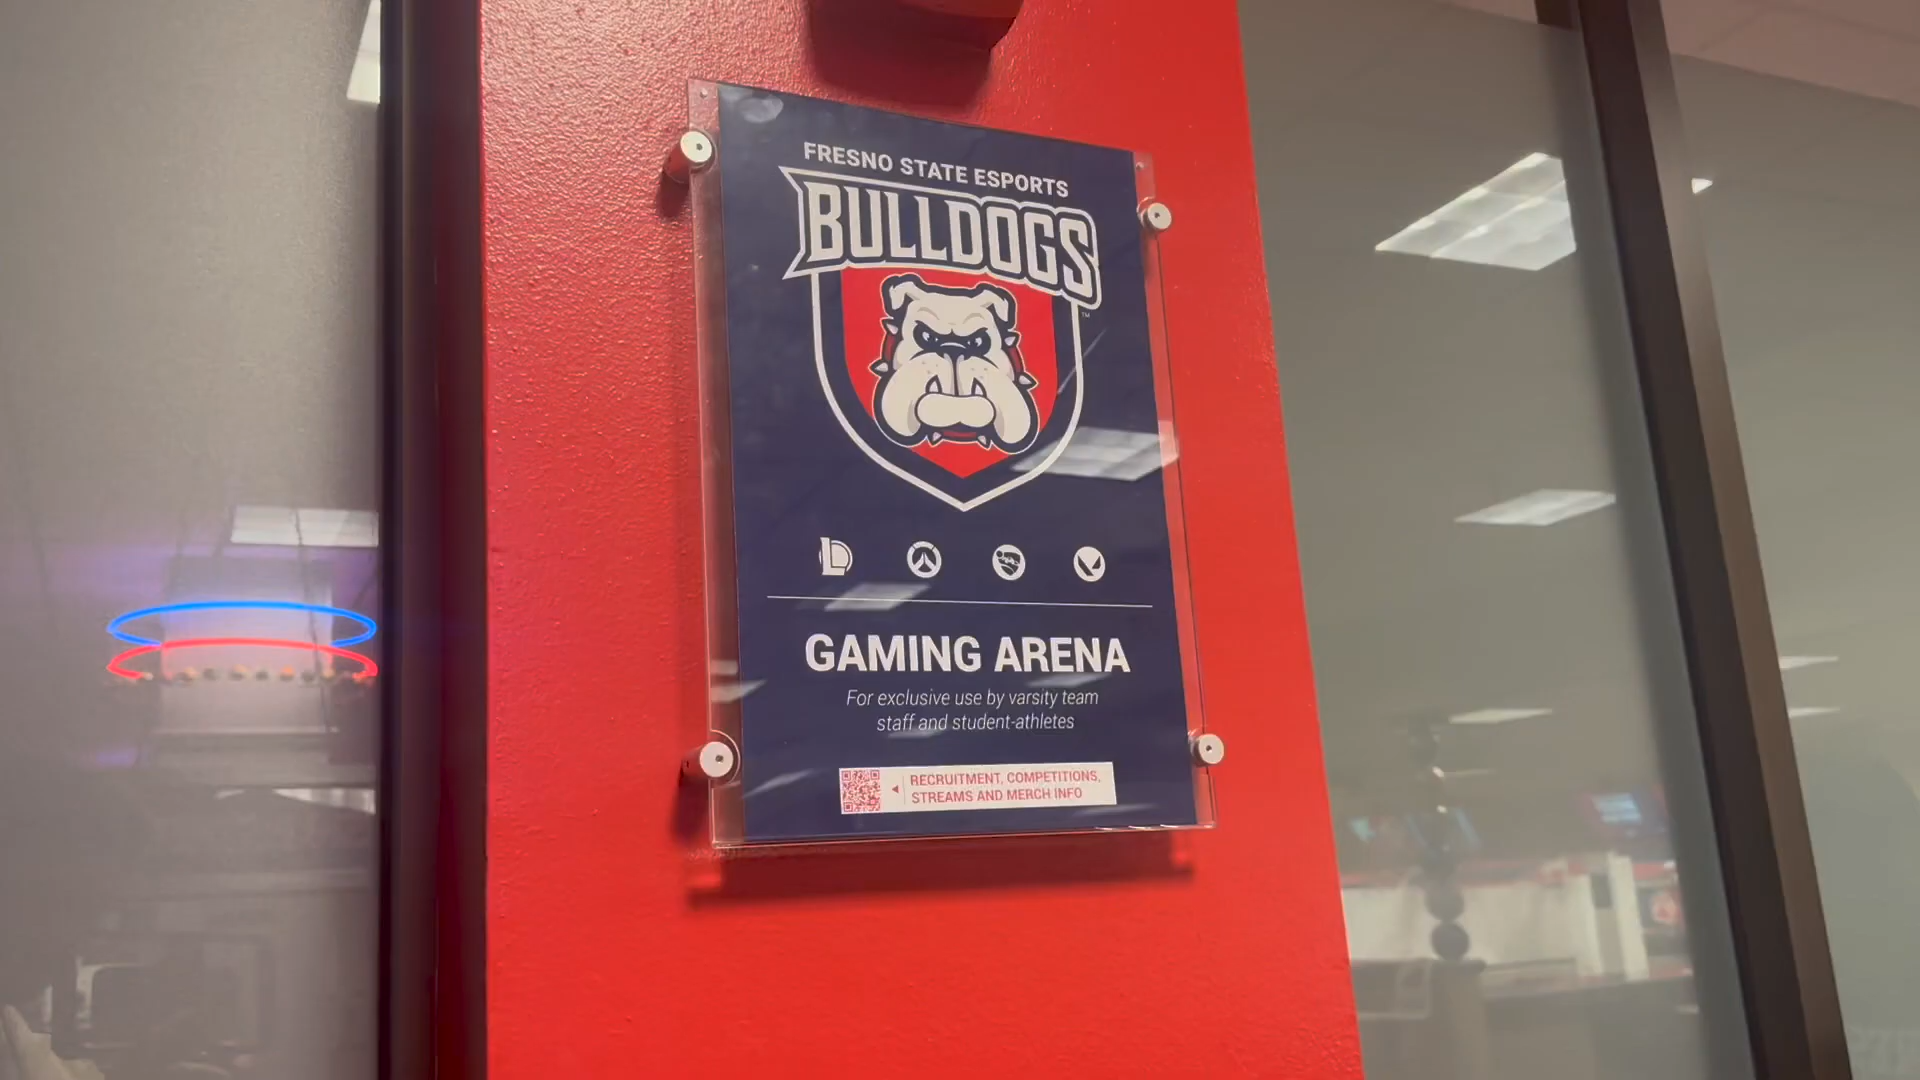 FRESNO STATE ESPORTS
BULLDOGS
TM
GAMING ARENA
For exclusive use by varsity team
staff and student-athletes
RECRUITMENT, COMPETITIONS,
STREAMS AND MERCH INFO